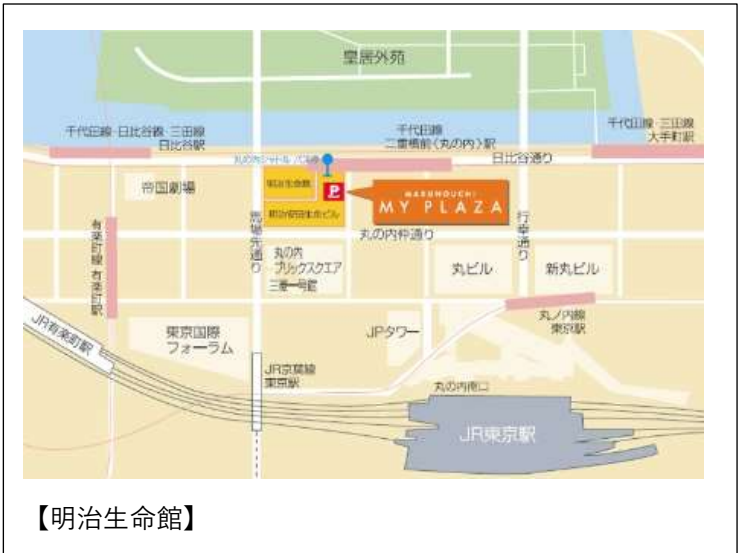 皇居外苑
千代田線・日比谷線・三田線
日比谷駅
千代田線
二重橋前〈丸の内〉駅
千代田線・三田線
大手町駅
日比谷通り
丸の内シャトル バス停
帝国劇場
明治生命館
P
MARUNOUCHI
MY PLAZA
明治安田生命ビル
馬場先通り
丸の内仲通り
行幸通り
有楽町線 有楽町駅
丸の内
ブリックスクエア
三菱一号館
丸ビル
新丸ビル
JR有楽町駅
東京国際
フォーラム
JPタワー
丸ノ内線
東京駅
JR京葉線
東京駅
丸の内南口
JR東京駅
【明治生命館】